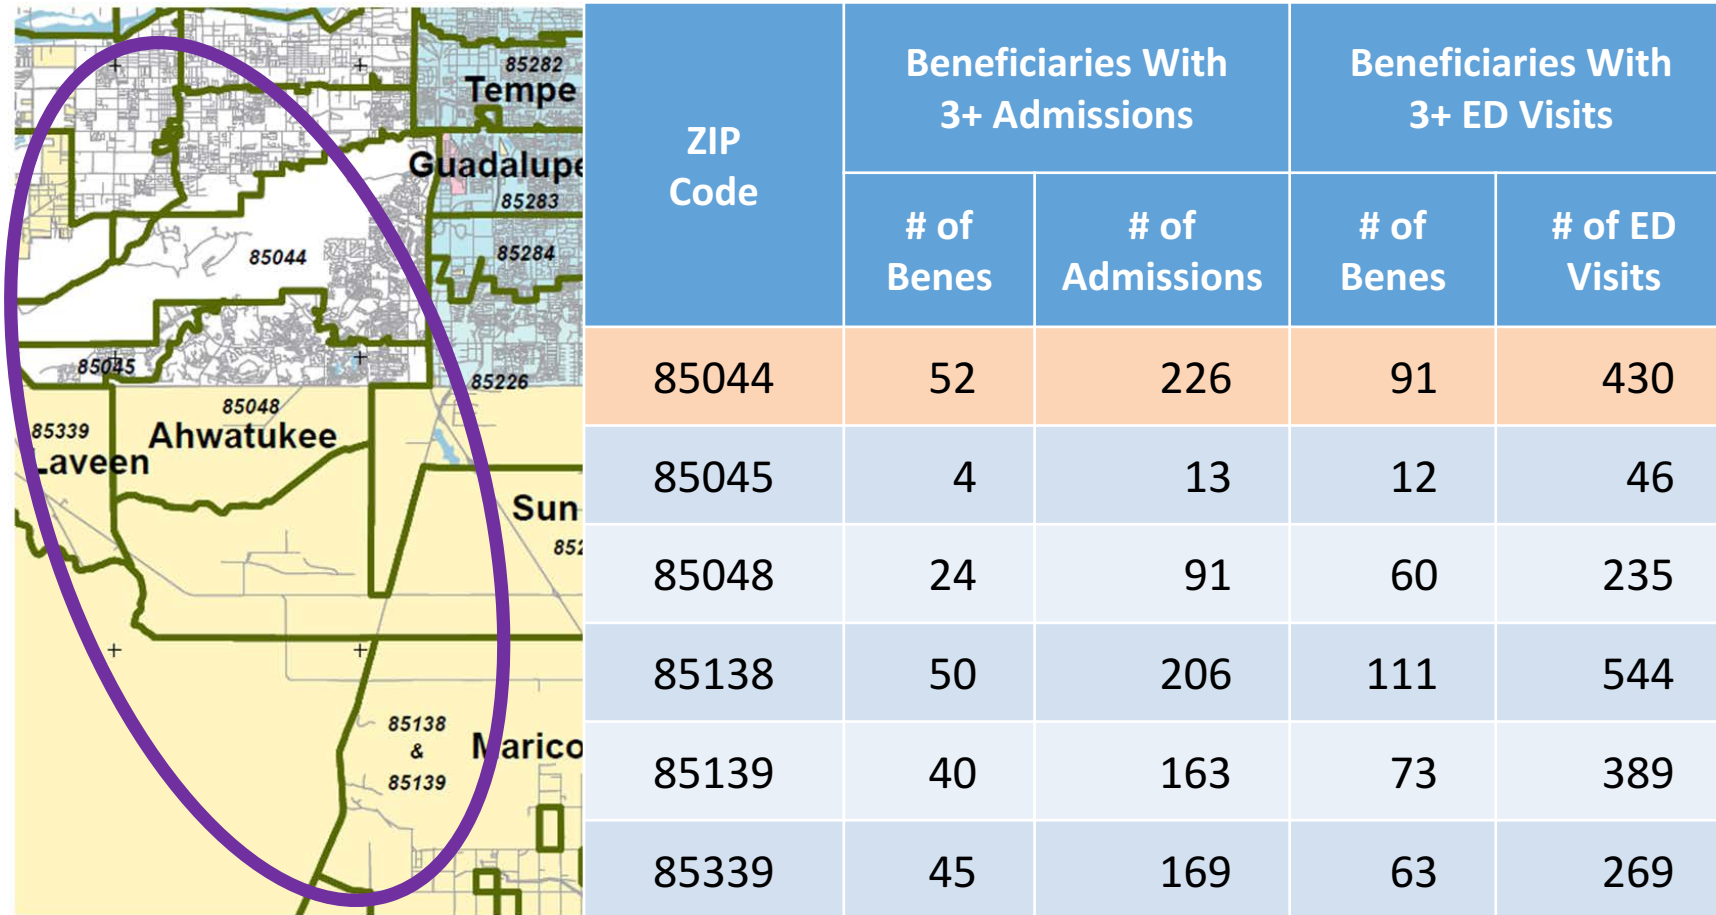 85282
Tempe
Guadalupe
85283
85284
85044
85045
85226
85048
Ahwatukee
85339
Laveen
Sun
852
85138
&
85139
Marico
ZIP
Code
Beneficiaries With
3+ Admissions
Beneficiaries With
3+ ED Visits
# of
Benes
# of
Admissions
# of
Benes
# of ED
Visits
85044 52 226 91 430
85045 4 13 12 46
85048 24 91 60 235
85138 50 206 111 544
85139 40 163 73 389
85339 45 169 63 269